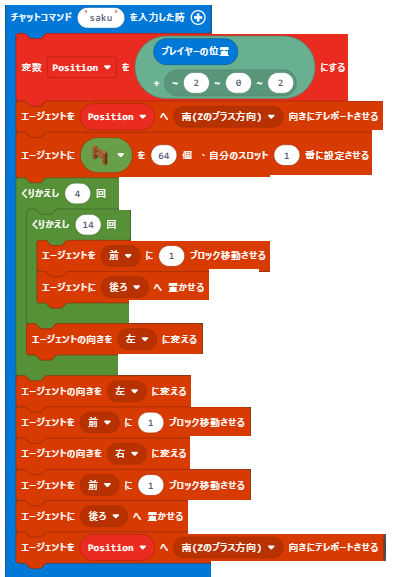 チャットコマンド "saku" を入力した時
変数 Position を プレイヤーの位置 にする
+ ~ 2 ~ 0 ~ 2
エージェントを Position へ 南(Zのプラス方向) 向きにテレポートさせる
エージェントに を 64 個 、自分のスロット 1 番に設定させる
くりかえし 4 回
くりかえし 14 回
エージェントを 前 に 1 ブロック移動させる
エージェントに 後ろ へ 置かせる
エージェントの向きを 左 に変える
エージェントの向きを 左 に変える
エージェントを 前 に 1 ブロック移動させる
エージェントの向きを 右 に変える
エージェントを 前 に 1 ブロック移動させる
エージェントに 後ろ へ 置かせる
エージェントを Position へ 南(Zのプラス方向) 向きにテレポートさせる